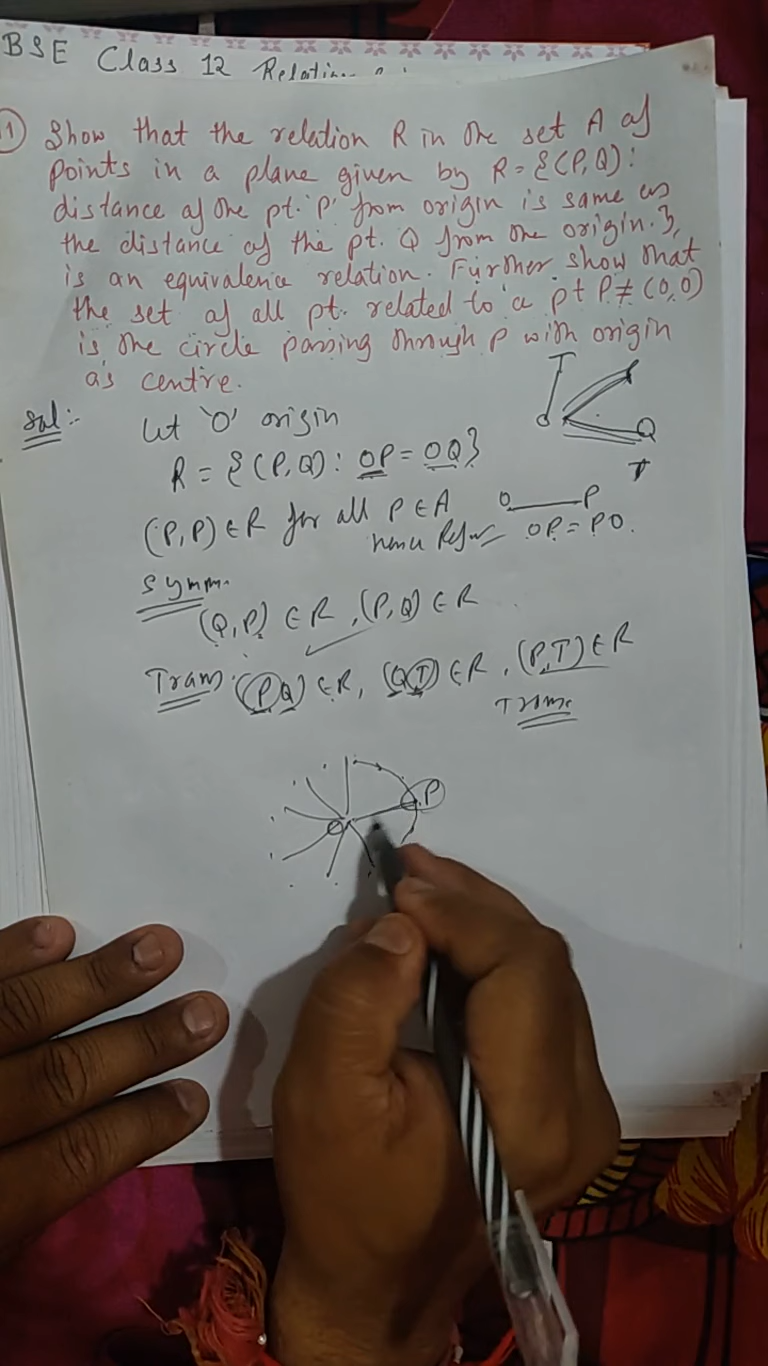 BSE Class 12 Relation
1) Show that the relation R in the set A of
points in a plane given by R = {(P, Q):
distance of the pt. 'P' from origin is same as
the distance of the pt. Q from the origin.},
is an equivalence relation. Further show that
the set of all pt. related to a pt P ≠ (0,0)
is the circle passing through P with origin
as centre.
Sol:-
Let 'O' origin
R = {(P, Q): OP = OQ}
Q
T
(P, P) ∈ R for all P ∈ A
O P
hence Ref OP = PO.
Symm.
(Q, P) ∈ R, (P, Q) ∈ R
Trans. (P Q) ∈ R, (Q T) ∈ R, (P, T) ∈ R
Trans
O P